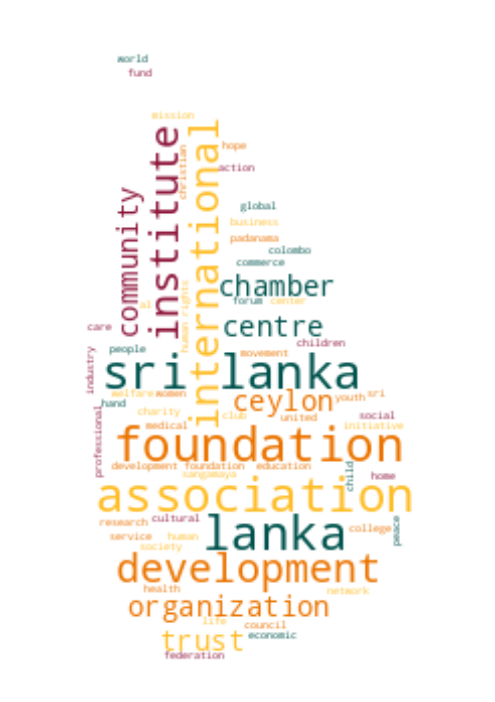 world
fund
mission
institute
international
christian
hope
action
community
global
business
padanama
colombo
commerce
chamber
human rights
al
forum center
care
centre
children
people
movement
industry
sri lanka
welfare women
ceylon
youth sri
hand
professional
charity
club
united
social
medical
initiative
foundation
development foundation education
sangamaya
child
home
association
research
cultural
lanka
college
peace
service
human
society
development
health
network
organization
life
council
trust
economic
federation